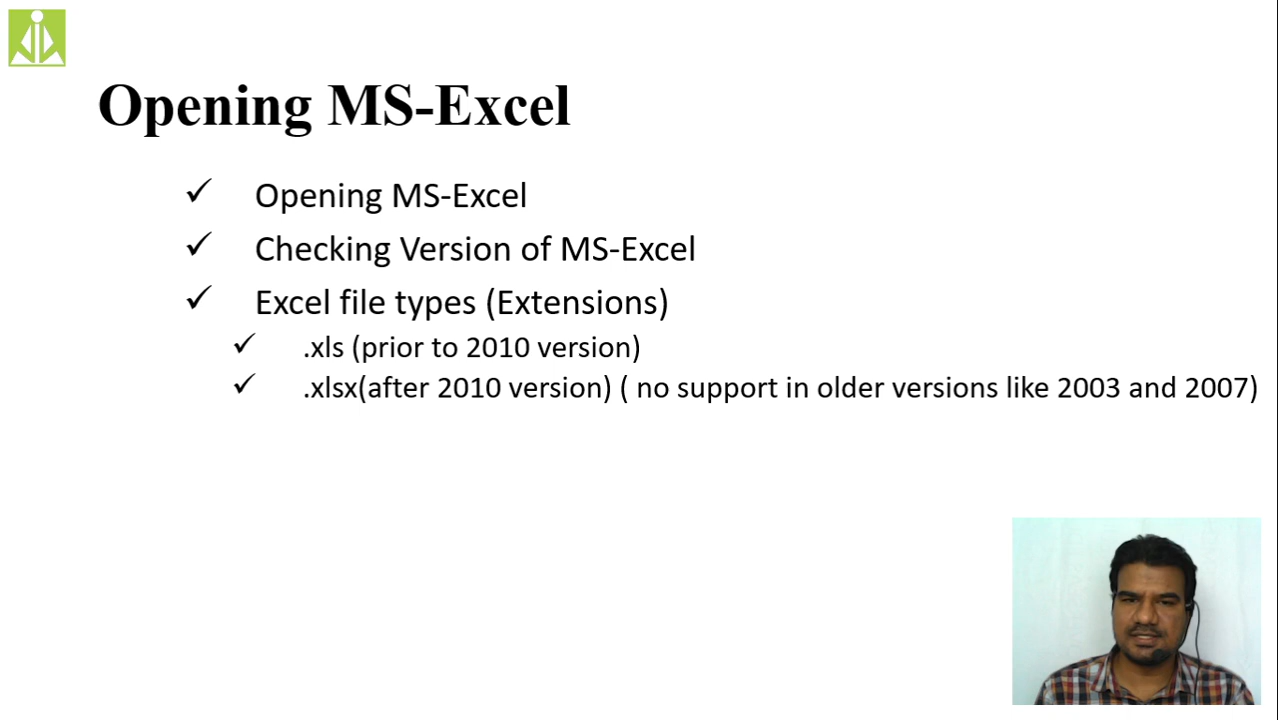 Opening MS-Excel
✓ Opening MS-Excel
✓ Checking Version of MS-Excel
✓ Excel file types (Extensions)
✓ .xls (prior to 2010 version)
✓ .xlsx(after 2010 version) ( no support in older versions like 2003 and 2007)